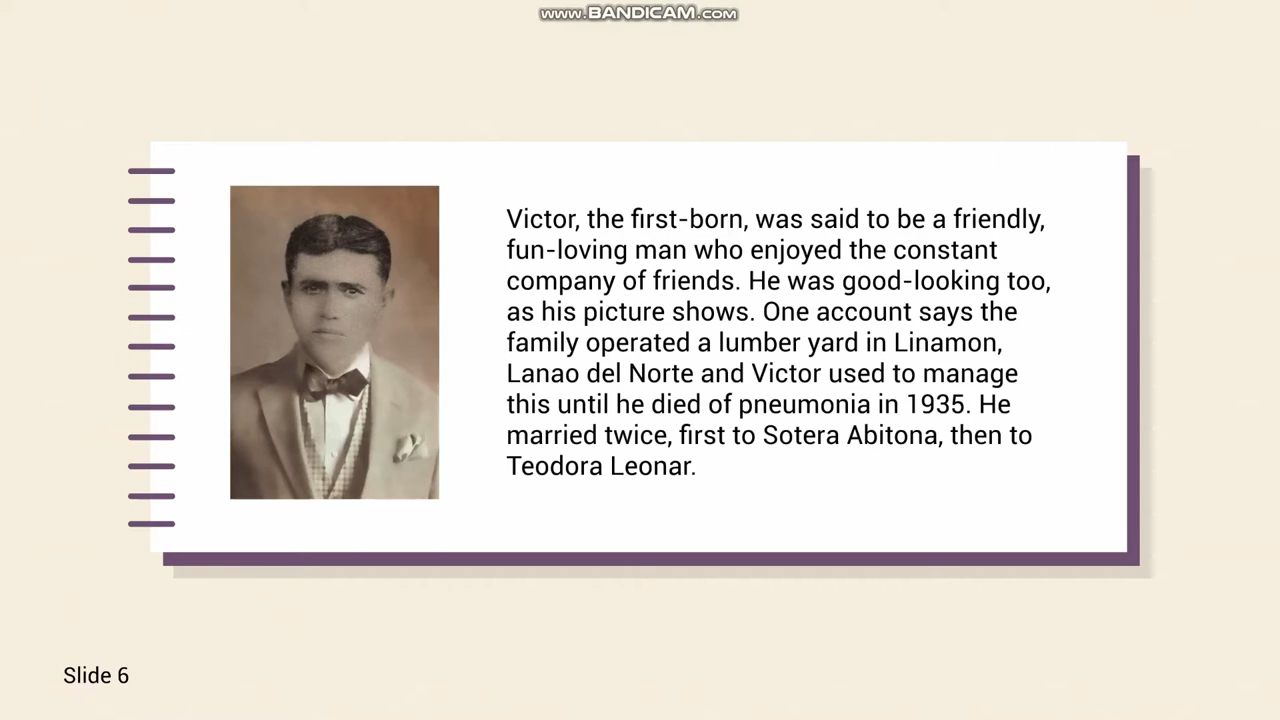 www.BANDICAM.com
Victor, the first-born, was said to be a friendly,
fun-loving man who enjoyed the constant
company of friends. He was good-looking too,
as his picture shows. One account says the
family operated a lumber yard in Linamon,
Lanao del Norte and Victor used to manage
this until he died of pneumonia in 1935. He
married twice, first to Sotera Abitona, then to
Teodora Leonar.
Slide 6